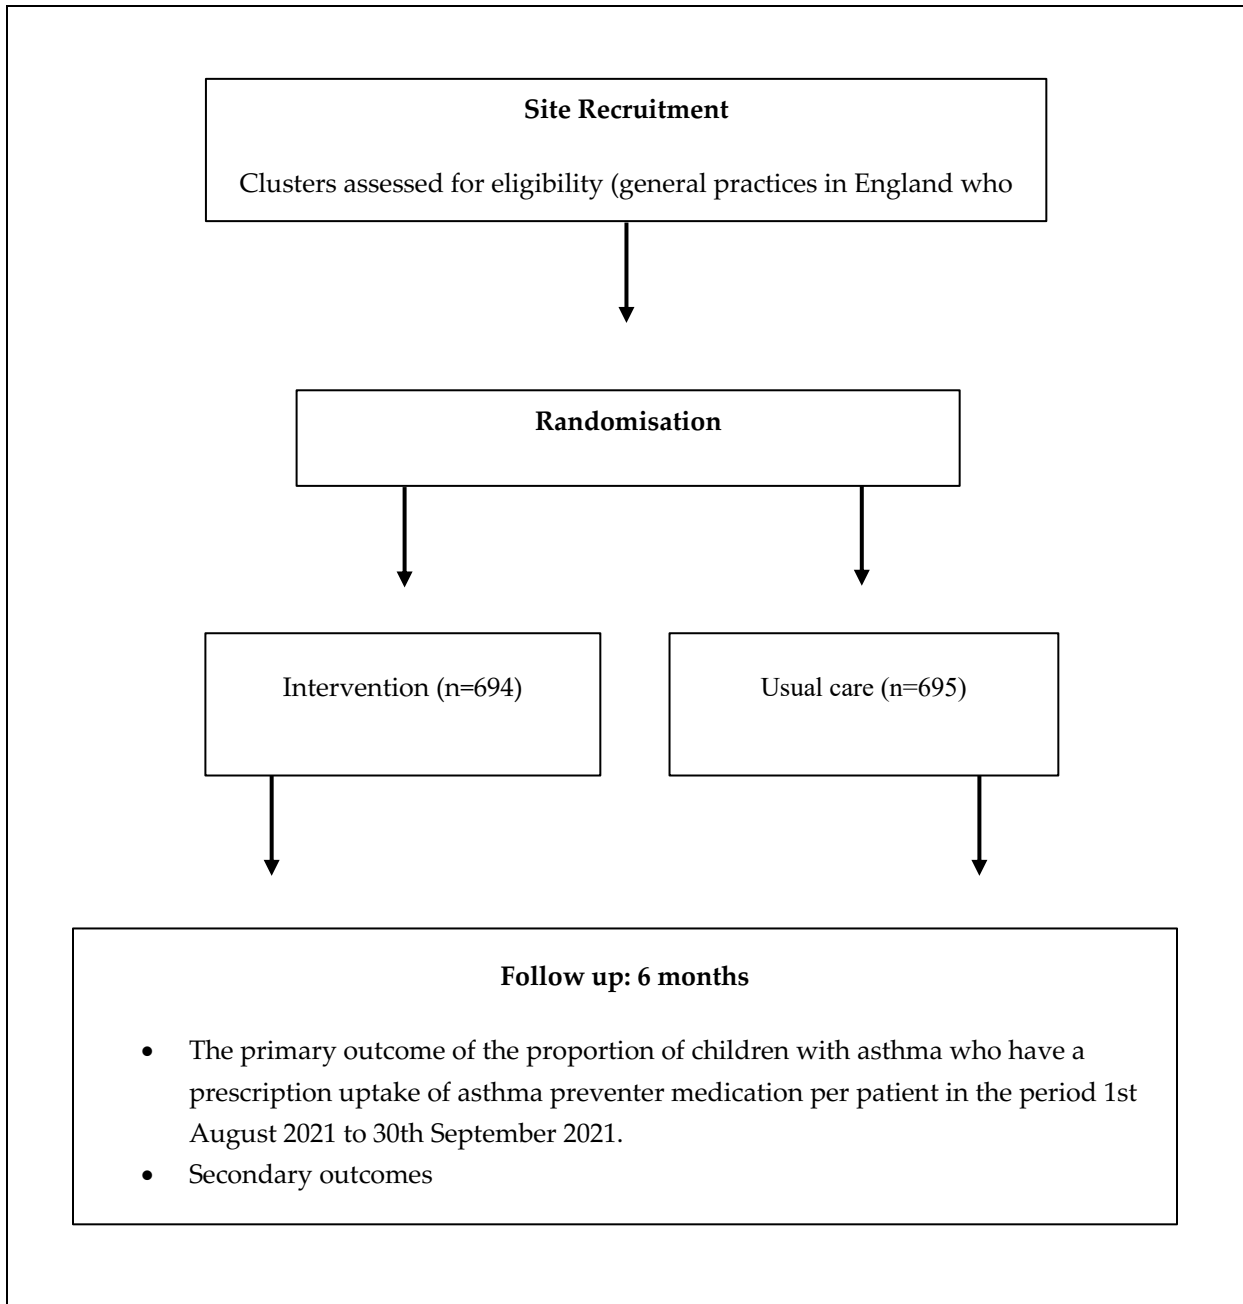 Site Recruitment
Clusters assessed for eligibility (general practices in England who
Randomisation
Intervention (n=694)
Usual care (n=695)
Follow up: 6 months
• The primary outcome of the proportion of children with asthma who have a
prescription uptake of asthma preventer medication per patient in the period 1st
August 2021 to 30th September 2021.
• Secondary outcomes